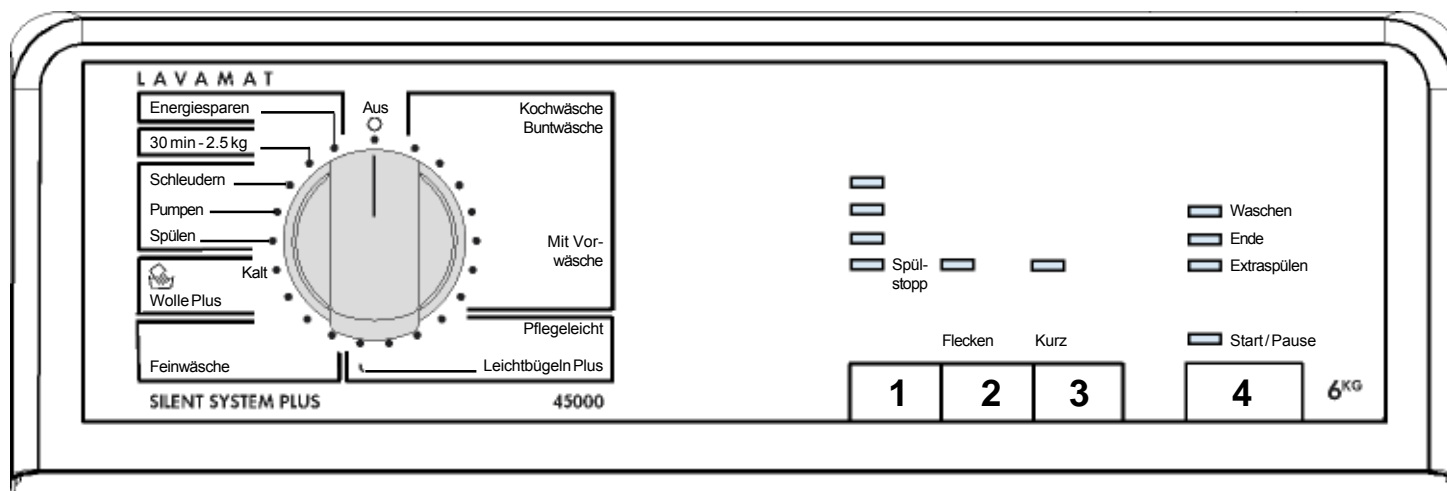 LAVAMAT
Energiesparen
30 min - 2.5 kg
Schleudern
Pumpen
Spülen
Kalt
Wolle Plus
Feinwäsche
Aus
Kochwäsche
Buntwäsche
Mit Vor-
wäsche
Pflegeleicht
Leichtbügeln Plus
SILENT SYSTEM PLUS
45000
Spül-
stopp
Flecken
Kurz
Waschen
Ende
Extraspülen
Start / Pause
1
2
3
4
6KG